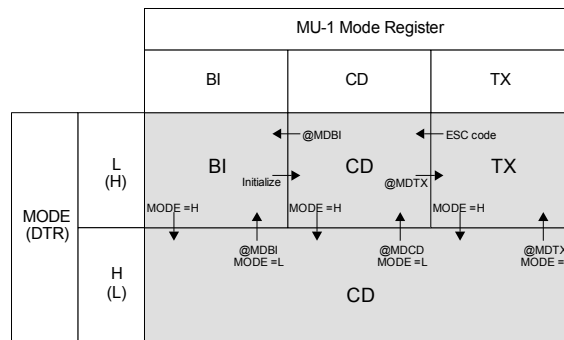 MU-1 Mode Register
BI CD TX
@MDBI ESC code
L
(H)
BI CD TX
Initialize @MDTX
MODE =H MODE =H MODE =H
MODE
(DTR)
@MDBI @MDCD @MDTX
MODE =L MODE =L MODE =
H
(L)
CD